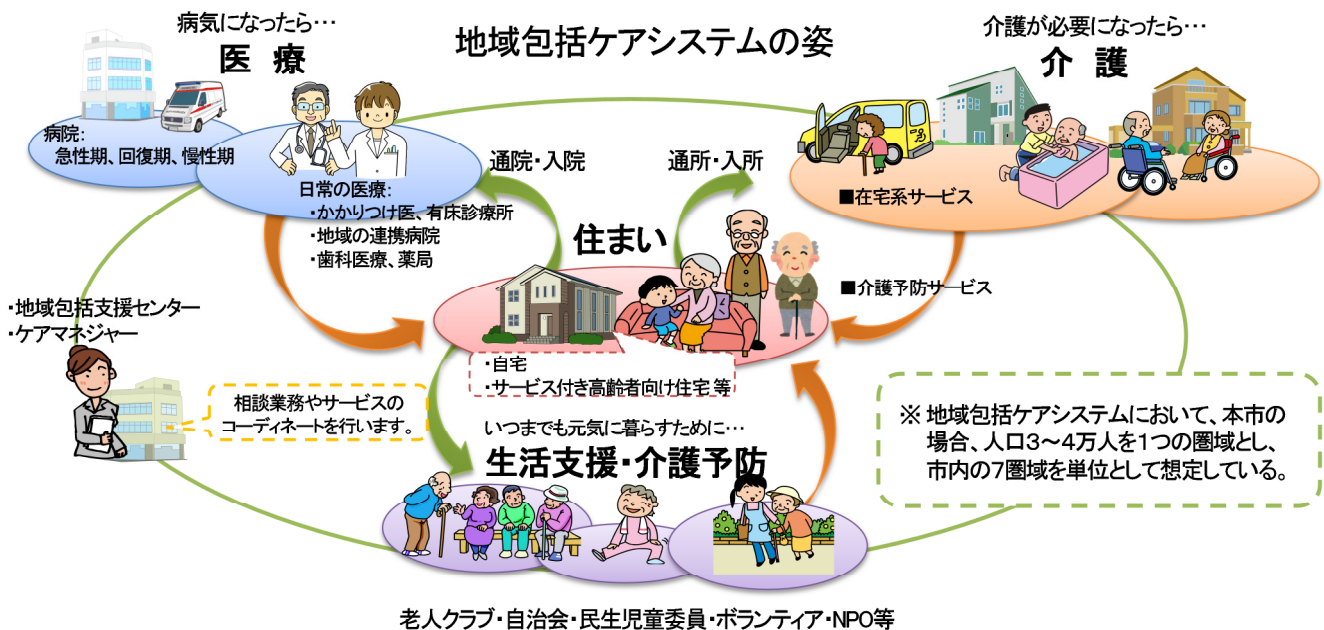 地域包括ケアシステムの姿
病気になったら…
医 療
病院:
急性期、回復期、慢性期
日常の医療:
・かかりつけ医、有床診療所
・地域の連携病院
・歯科医療、薬局
通院・入院
通所・入所
介護が必要になったら…
介 護
■在宅系サービス
■介護予防サービス
住まい
・自宅
・サービス付き高齢者向け住宅 等
・地域包括支援センター
・ケアマネジャー
相談業務やサービスの
コーディネートを行います。
いつまでも元気に暮らすために…
生活支援・介護予防
老人クラブ・自治会・民生児童委員・ボランティア・NPO等
※ 地域包括ケアシステムにおいて、本市の
場合、人口3～4万人を1つの圏域とし、
市内の7圏域を単位として想定している。